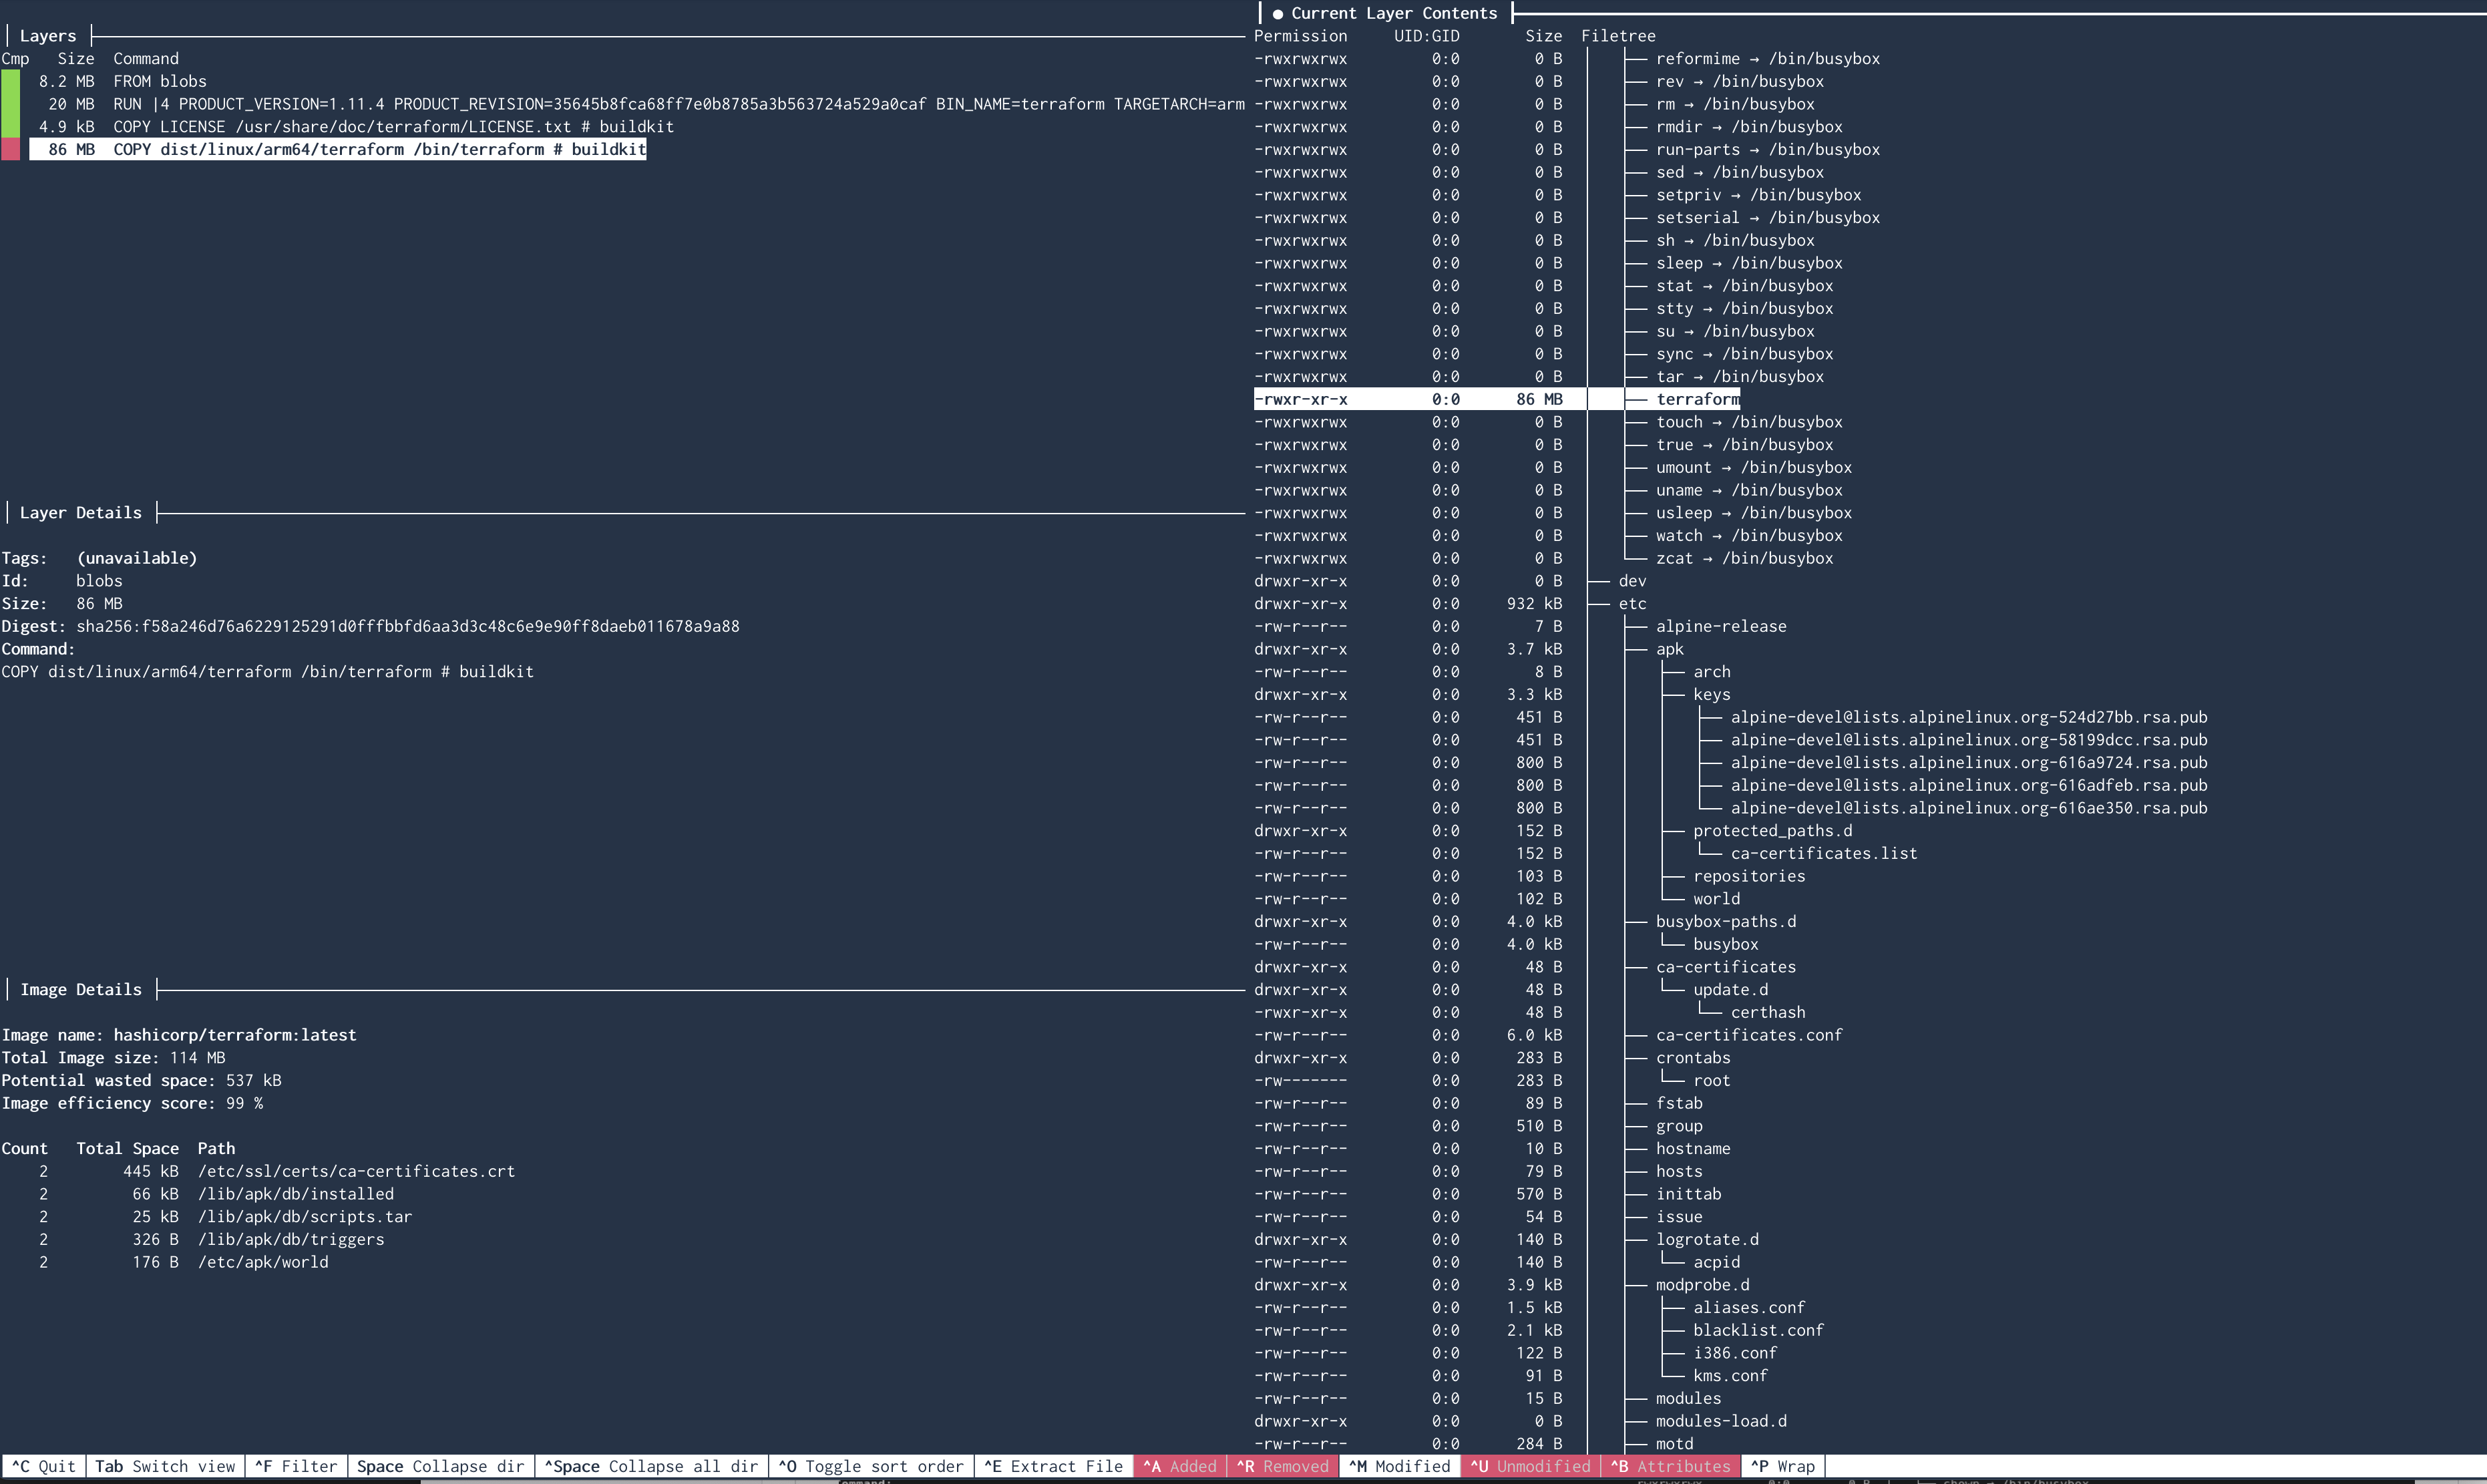 Layers
Cmp Size Command
8.2 MB FROM blobs
20 MB RUN |4 PRODUCT_VERSION=1.11.4 PRODUCT_REVISION=35645b8fca68ff7e0b8785a3b563724a529a0caf BIN_NAME=terraform TARGETARCH=arm
4.9 kB COPY LICENSE /usr/share/doc/terraform/LICENSE.txt # buildkit
86 MB COPY dist/linux/arm64/terraform /bin/terraform # buildkit
Layer Details
Tags: (unavailable)
Id: blobs
Size: 86 MB
Digest: sha256:f58a246d76a6229125291d0fffbbfd6aa3d3c48c6e9e90ff8daeb011678a9a88
Command:
COPY dist/linux/arm64/terraform /bin/terraform # buildkit
Image Details
Image name: hashicorp/terraform:latest
Total Image size: 114 MB
Potential wasted space: 537 kB
Image efficiency score: 99 %
Count Total Space Path
2 445 kB /etc/ssl/certs/ca-certificates.crt
2 66 kB /lib/apk/db/installed
2 25 kB /lib/apk/db/scripts.tar
2 326 B /lib/apk/db/triggers
2 176 B /etc/apk/world
● Current Layer Contents
Permission UID:GID Size Filetree
-rwxrwxrwx 0:0 0 B reformime → /bin/busybox
-rwxrwxrwx 0:0 0 B rev → /bin/busybox
-rwxrwxrwx 0:0 0 B rm → /bin/busybox
-rwxrwxrwx 0:0 0 B rmdir → /bin/busybox
-rwxrwxrwx 0:0 0 B run-parts → /bin/busybox
-rwxrwxrwx 0:0 0 B sed → /bin/busybox
-rwxrwxrwx 0:0 0 B setpriv → /bin/busybox
-rwxrwxrwx 0:0 0 B setserial → /bin/busybox
-rwxrwxrwx 0:0 0 B sh → /bin/busybox
-rwxrwxrwx 0:0 0 B sleep → /bin/busybox
-rwxrwxrwx 0:0 0 B stat → /bin/busybox
-rwxrwxrwx 0:0 0 B stty → /bin/busybox
-rwxrwxrwx 0:0 0 B su → /bin/busybox
-rwxrwxrwx 0:0 0 B sync → /bin/busybox
-rwxrwxrwx 0:0 0 B tar → /bin/busybox
-rwxr-xr-x 0:0 86 MB terraform
-rwxrwxrwx 0:0 0 B touch → /bin/busybox
-rwxrwxrwx 0:0 0 B true → /bin/busybox
-rwxrwxrwx 0:0 0 B umount → /bin/busybox
-rwxrwxrwx 0:0 0 B uname → /bin/busybox
-rwxrwxrwx 0:0 0 B usleep → /bin/busybox
-rwxrwxrwx 0:0 0 B watch → /bin/busybox
-rwxrwxrwx 0:0 0 B zcat → /bin/busybox
drwxr-xr-x 0:0 0 B dev
drwxr-xr-x 0:0 932 kB etc
-rw-r--r-- 0:0 7 B alpine-release
drwxr-xr-x 0:0 3.7 kB apk
-rw-r--r-- 0:0 8 B arch
drwxr-xr-x 0:0 3.3 kB keys
-rw-r--r-- 0:0 451 B alpine-devel@lists.alpinelinux.org-524d27bb.rsa.pub
-rw-r--r-- 0:0 451 B alpine-devel@lists.alpinelinux.org-58199dcc.rsa.pub
-rw-r--r-- 0:0 800 B alpine-devel@lists.alpinelinux.org-616a9724.rsa.pub
-rw-r--r-- 0:0 800 B alpine-devel@lists.alpinelinux.org-616adfeb.rsa.pub
-rw-r--r-- 0:0 800 B alpine-devel@lists.alpinelinux.org-616ae350.rsa.pub
drwxr-xr-x 0:0 152 B protected_paths.d
-rw-r--r-- 0:0 152 B ca-certificates.list
-rw-r--r-- 0:0 103 B repositories
-rw-r--r-- 0:0 102 B world
drwxr-xr-x 0:0 4.0 kB busybox-paths.d
-rw-r--r-- 0:0 4.0 kB busybox
drwxr-xr-x 0:0 48 B ca-certificates
drwxr-xr-x 0:0 48 B update.d
-rwxr-xr-x 0:0 48 B certhash
-rw-r--r-- 0:0 6.0 kB ca-certificates.conf
drwxr-xr-x 0:0 283 B crontabs
-rw------- 0:0 283 B root
-rw-r--r-- 0:0 89 B fstab
-rw-r--r-- 0:0 510 B group
-rw-r--r-- 0:0 10 B hostname
-rw-r--r-- 0:0 79 B hosts
-rw-r--r-- 0:0 570 B inittab
-rw-r--r-- 0:0 54 B issue
drwxr-xr-x 0:0 140 B logrotate.d
-rw-r--r-- 0:0 140 B acpid
drwxr-xr-x 0:0 3.9 kB modprobe.d
-rw-r--r-- 0:0 1.5 kB aliases.conf
-rw-r--r-- 0:0 2.1 kB blacklist.conf
-rw-r--r-- 0:0 122 B i386.conf
-rw-r--r-- 0:0 91 B kms.conf
-rw-r--r-- 0:0 15 B modules
drwxr-xr-x 0:0 0 B modules-load.d
-rw-r--r-- 0:0 284 B motd
^C Quit Tab Switch view ^F Filter Space Collapse dir ^Space Collapse all dir ^O Toggle sort order ^E Extract File ^A Added ^R Removed ^M Modified ^U Unmodified ^B Attributes ^P Wrap